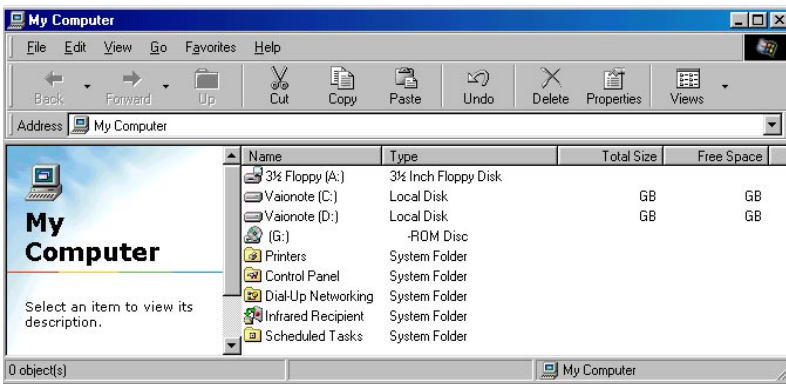 My Computer
File Edit View Go Favorites Help
Back Forward Up Cut Copy Paste Undo Delete Properties Views
Address My Computer
Name Type Total Size Free Space
3½ Floppy (A:) 3½ Inch Floppy Disk
Vaionote (C:) Local Disk GB GB
Vaionote (D:) Local Disk GB GB
(G:) -ROM Disc
Printers System Folder
Control Panel System Folder
Dial-Up Networking System Folder
Infrared Recipient System Folder
Scheduled Tasks System Folder
My
Computer
Select an item to view its
description.
0 object(s) My Computer